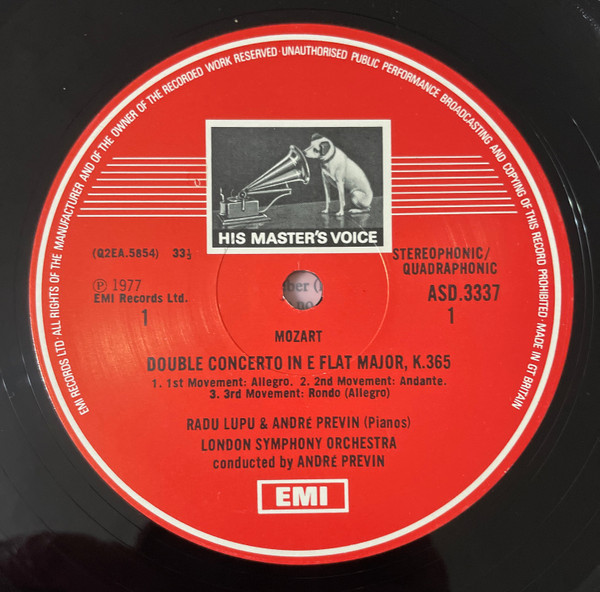 EMI RECORDS LTD · ALL RIGHTS OF THE MANUFACTURER AND OF THE OWNER OF THE RECORDED WORK RESERVED · UNAUTHORISED PUBLIC PERFORMANCE BROADCASTING AND COPYING OF THIS RECORD PROHIBITED · MADE IN GT BRITAIN
HIS MASTER'S VOICE
(Q2EA.5854) 33⅓
STEREOPHONIC/
QUADRAPHONIC
℗ 1977
EMI Records Ltd.
ASD.3337
1
1
MOZART
DOUBLE CONCERTO IN E FLAT MAJOR, K.365
1. 1st Movement: Allegro. 2. 2nd Movement: Andante.
3. 3rd Movement: Rondo (Allegro)
RADU LUPU & ANDRÉ PREVIN (Pianos)
LONDON SYMPHONY ORCHESTRA
conducted by ANDRÉ PREVIN
EMI